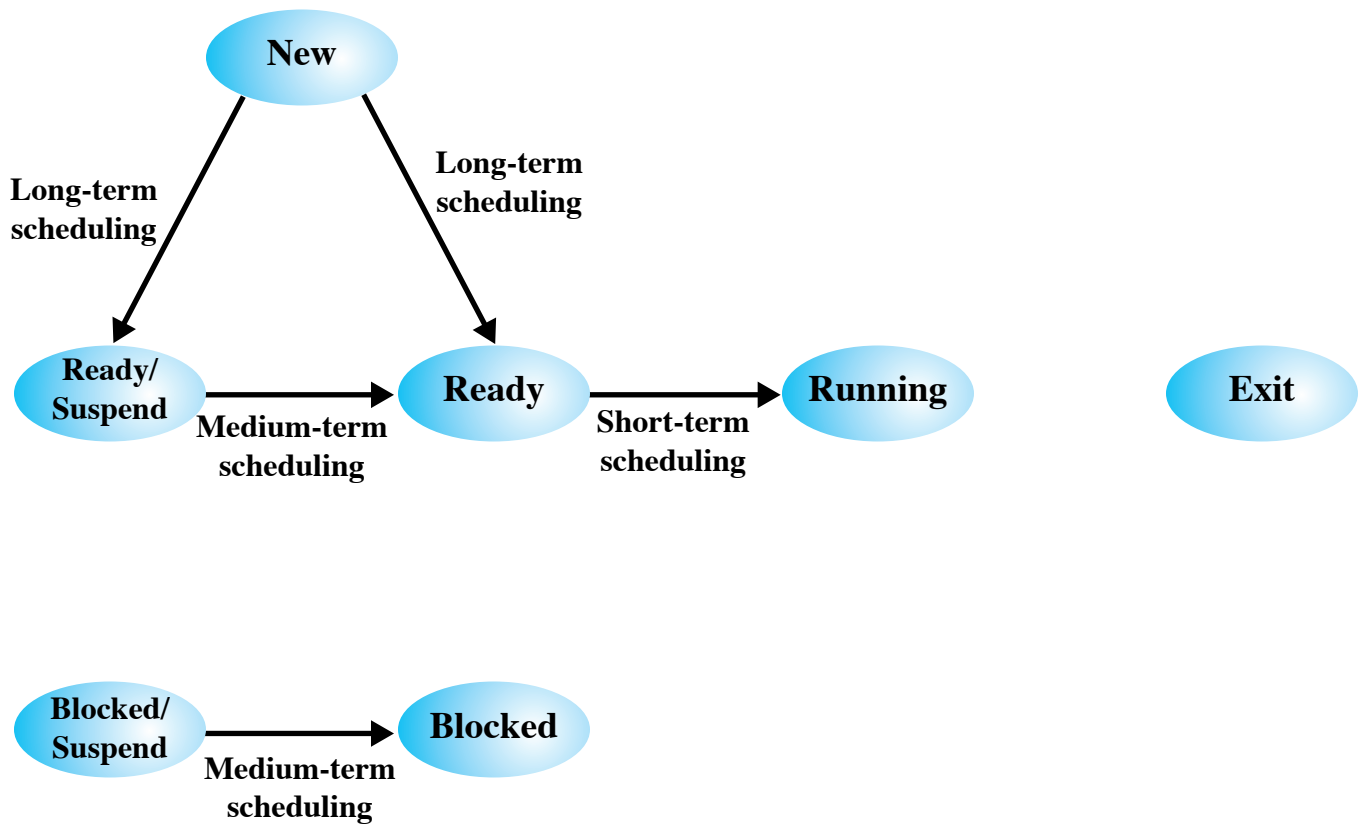 New
Long-term
scheduling
Long-term
scheduling
Ready/
Suspend
Medium-term
scheduling
Ready
Short-term
scheduling
Running
Exit
Blocked/
Suspend
Medium-term
scheduling
Blocked